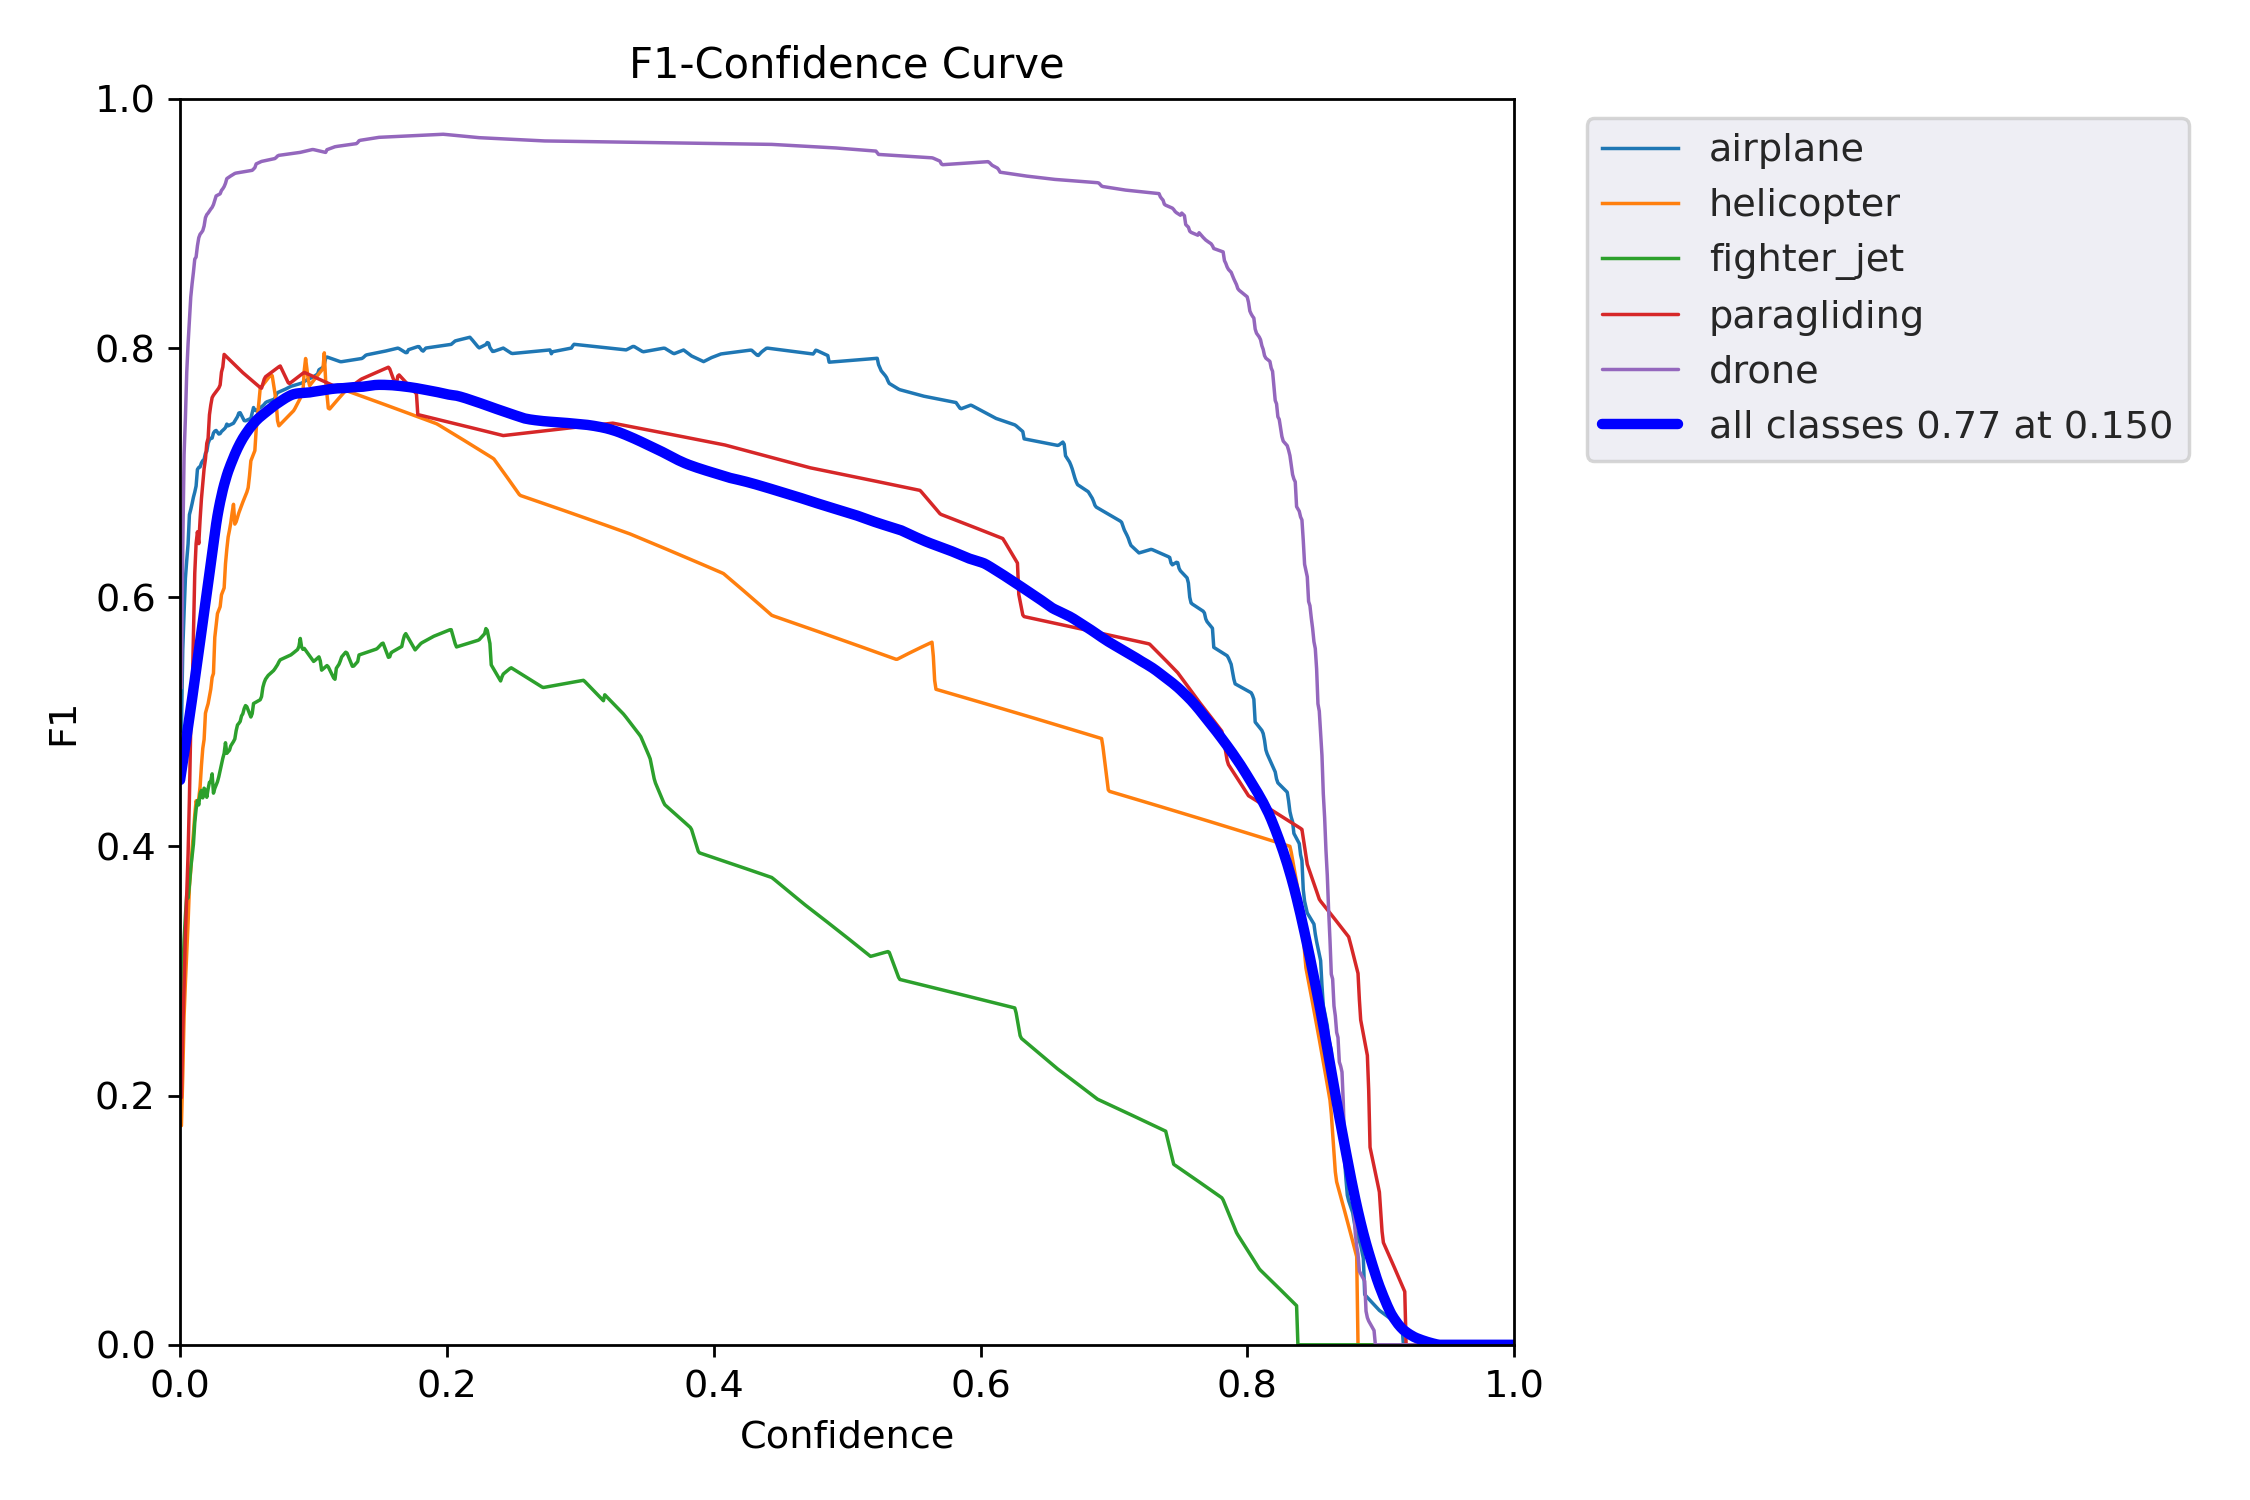 F1-Confidence Curve
1.0
0.8
0.6
0.4
0.2
0.0
F1
0.0 0.2 0.4 0.6 0.8 1.0
Confidence
airplane
helicopter
fighter_jet
paragliding
drone
all classes 0.77 at 0.150